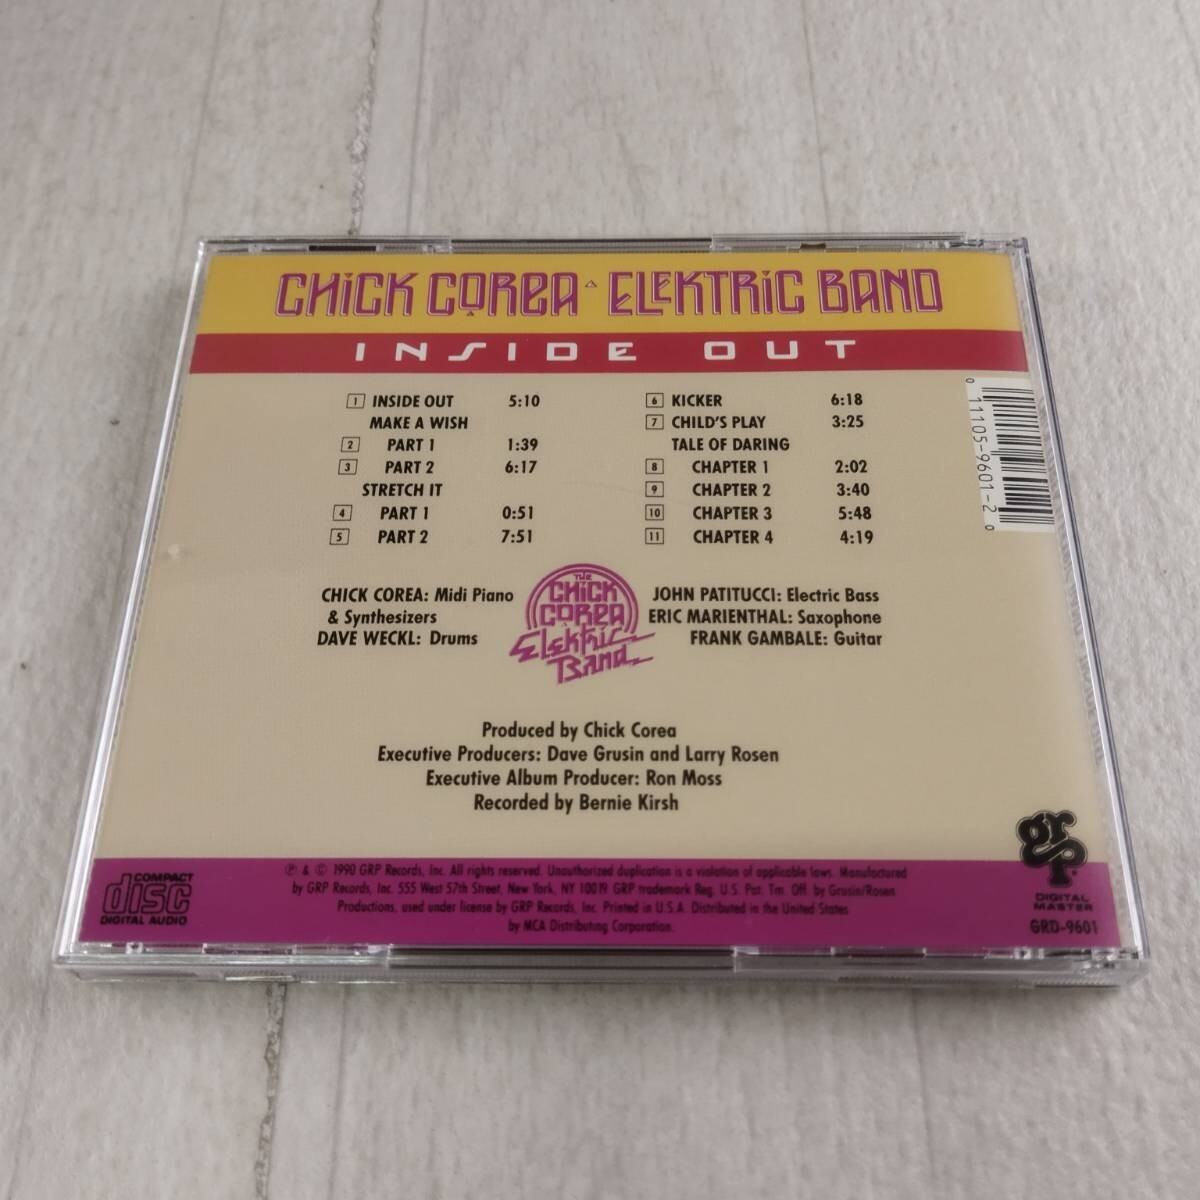 CHICK COREA ELEKTRIC BAND
INSIDE OUT
1 INSIDE OUT 5:10
MAKE A WISH
2 PART 1 1:39
3 PART 2 6:17
STRETCH IT
4 PART 1 0:51
5 PART 2 7:51
6 KICKER 6:18
7 CHILD'S PLAY 3:25
TALE OF DARING
8 CHAPTER 1 2:02
9 CHAPTER 2 3:40
10 CHAPTER 3 5:48
11 CHAPTER 4 4:19
0 11105-9601-2 0
CHICK COREA: Midi Piano
& Synthesizers
DAVE WECKL: Drums
THE
CHICK
COREA
Elektric
Band
JOHN PATITUCCI: Electric Bass
ERIC MARIENTHAL: Saxophone
FRANK GAMBALE: Guitar
Produced by Chick Corea
Executive Producers: Dave Grusin and Larry Rosen
Executive Album Producer: Ron Moss
Recorded by Bernie Kirsh
COMPACT
disc
DIGITAL AUDIO
℗ & © 1990 GRP Records, Inc. All rights reserved. Unauthorized duplication is a violation of applicable laws. Manufactured
by GRP Records, Inc. 555 West 57th Street, New York, NY 10019 GRP trademark Reg. U.S. Pat. Tm. Off. by Grusin/Rosen
Productions, used under license by GRP Records, Inc. Printed in U.S.A. Distributed in the United States
by MCA Distributing Corporation.
grp
DIGITAL
MASTER
GRD-9601